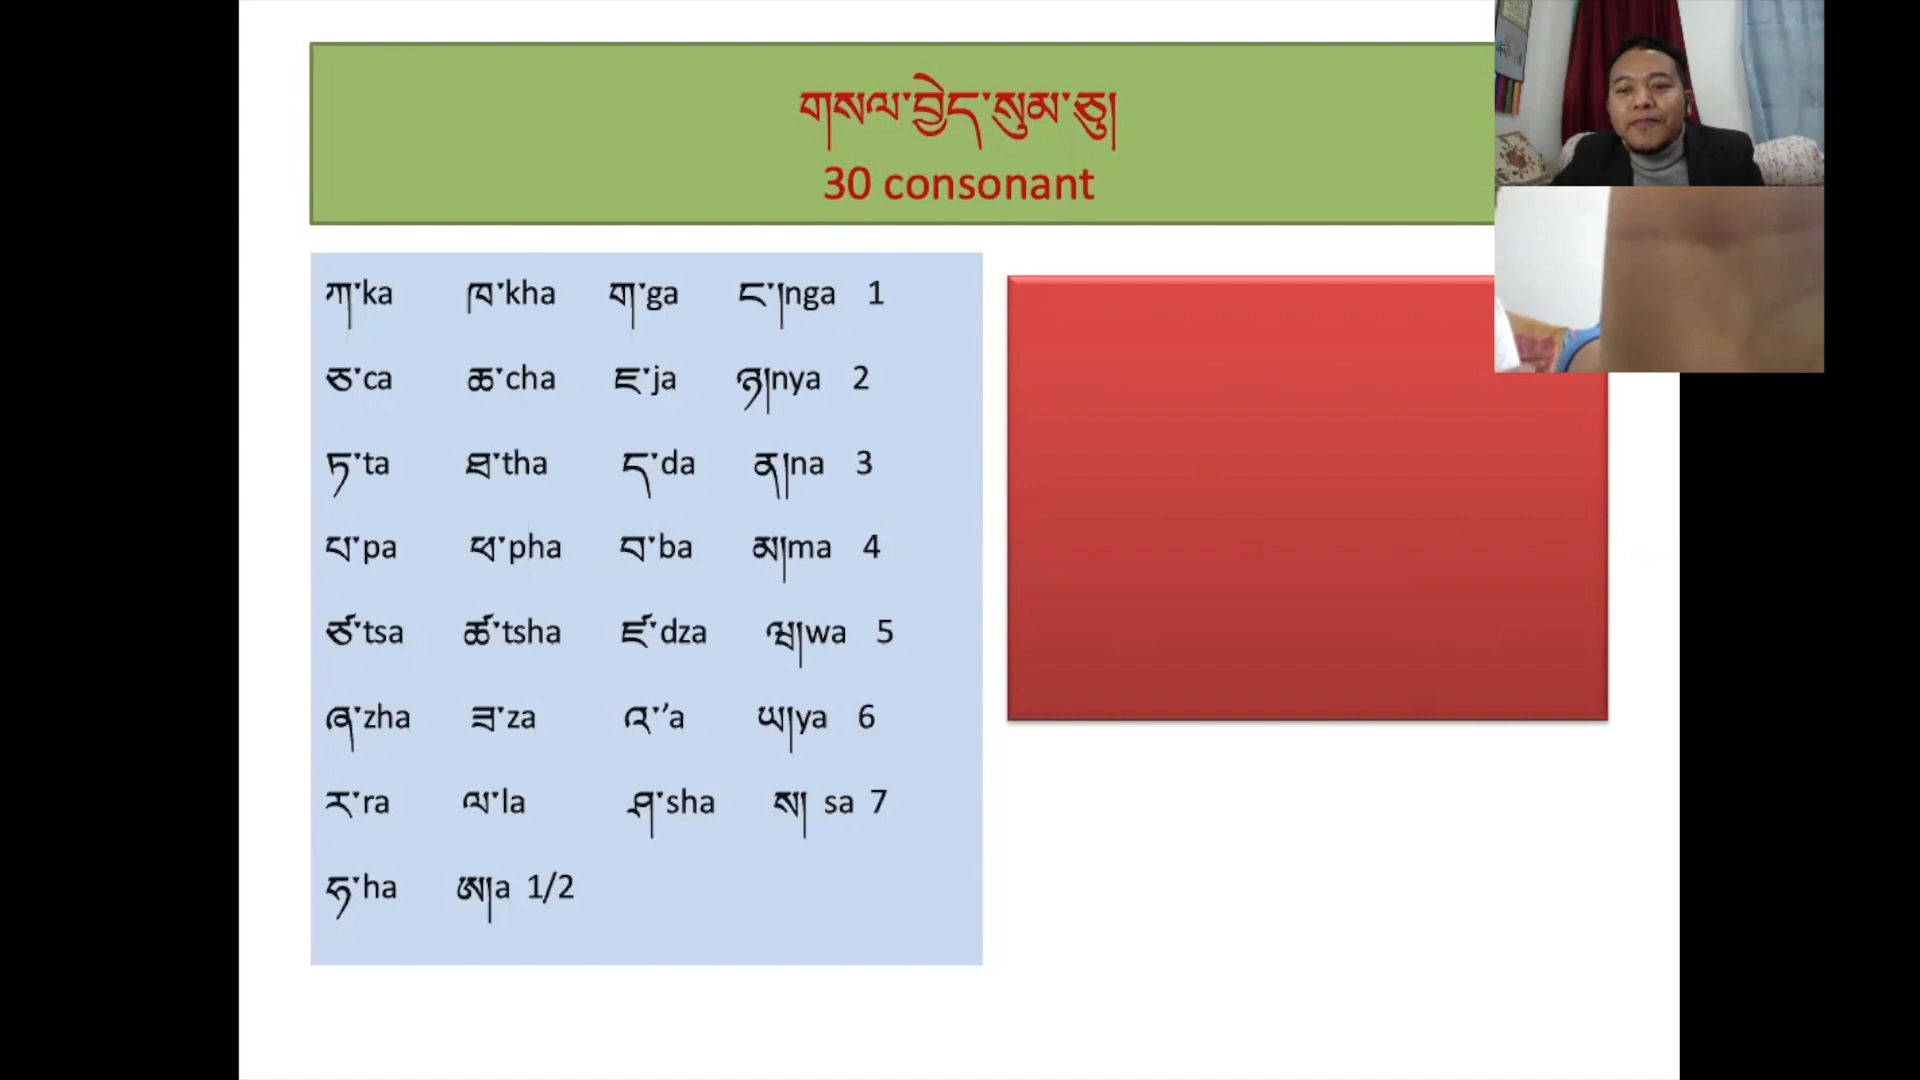 གསལ་བྱེད་སུམ་ཅུ།
30 consonant
ཀ་ka ཁ་kha ག་ga ང་།nga 1
ཅ་ca ཆ་cha ཇ་ja ཉ།nya 2
ཏ་ta ཐ་tha ད་da ན།na 3
པ་pa ཕ་pha བ་ba མ།ma 4
ཙ་tsa ཚ་tsha ཛ་dza ཝ།wa 5
ཞ་zha ཟ་za འ་’a ཡ།ya 6
ར་ra ལ་la ཤ་sha ས། sa 7
ཧ་ha ཨ།a 1/2